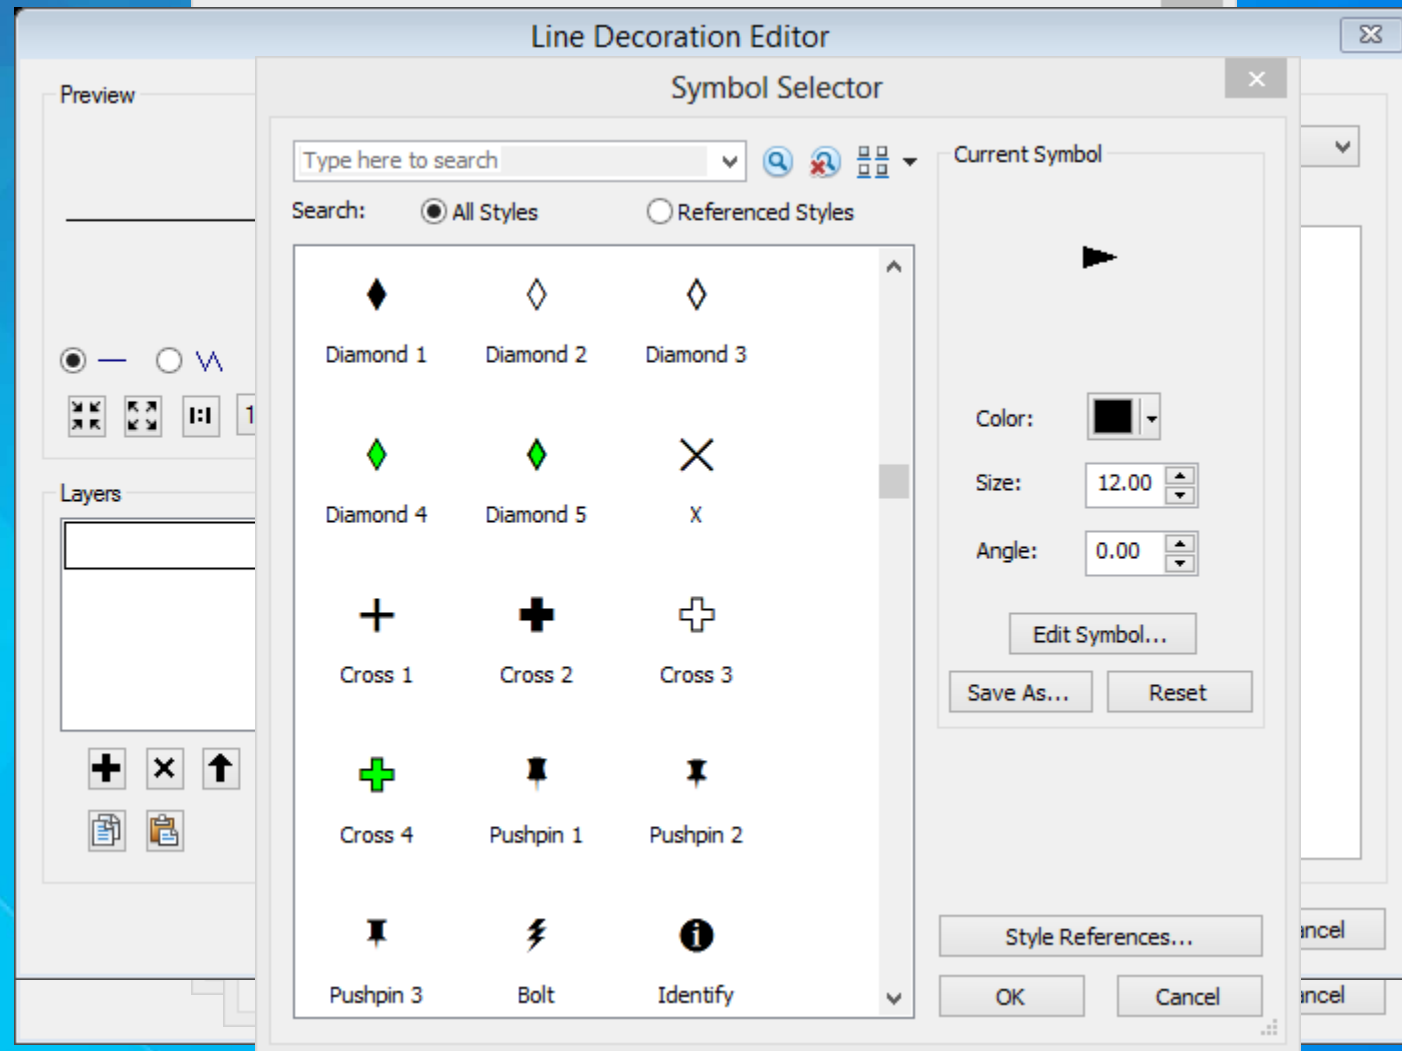 Line Decoration Editor
Symbol Selector
Preview
Type here to search
Current Symbol
Search:
All Styles
Referenced Styles
Diamond 1
Diamond 2
Diamond 3
1:1
Color:
Size:
12.00
Layers
Diamond 4
Diamond 5
X
Angle:
0.00
Edit Symbol...
Cross 1
Cross 2
Cross 3
Save As...
Reset
Cross 4
Pushpin 1
Pushpin 2
Style References...
Pushpin 3
Bolt
Identify
OK
Cancel